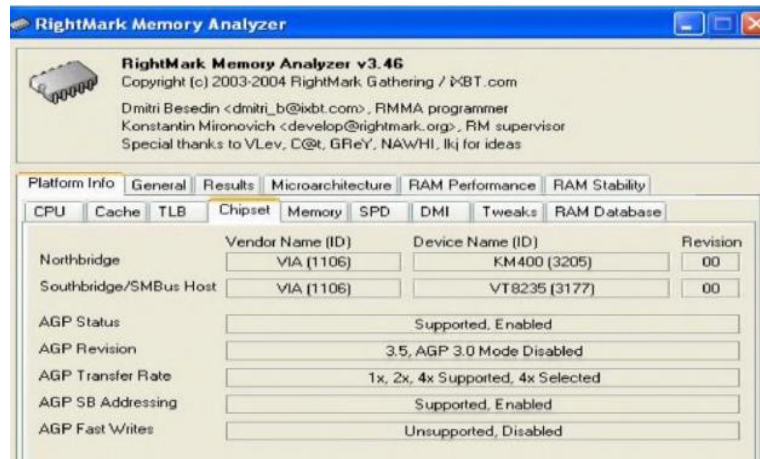 RightMark Memory Analyzer
RightMark Memory Analyzer v3.46
Copyright (c) 2003-2004 RightMark Gathering / iXBT.com
Dmitri Besedin <dmitri_b@ixbt.com>, RMMA programmer
Konstantin Mironovich <develop@rightmark.org>, RM supervisor
Special thanks to VLev, C@t, GReY, NAWHI, lkj for ideas
Platform Info General Results Microarchitecture RAM Performance RAM Stability
CPU Cache TLB Chipset Memory SPD DMI Tweaks RAM Database
Vendor Name (ID) Device Name (ID) Revision
Northbridge VIA (1106) KM400 (3205) 00
Southbridge/SMBus Host VIA (1106) VT8235 (3177) 00
AGP Status Supported, Enabled
AGP Revision 3.5, AGP 3.0 Mode Disabled
AGP Transfer Rate 1x, 2x, 4x Supported, 4x Selected
AGP SB Addressing Supported, Enabled
AGP Fast Writes Unsupported, Disabled